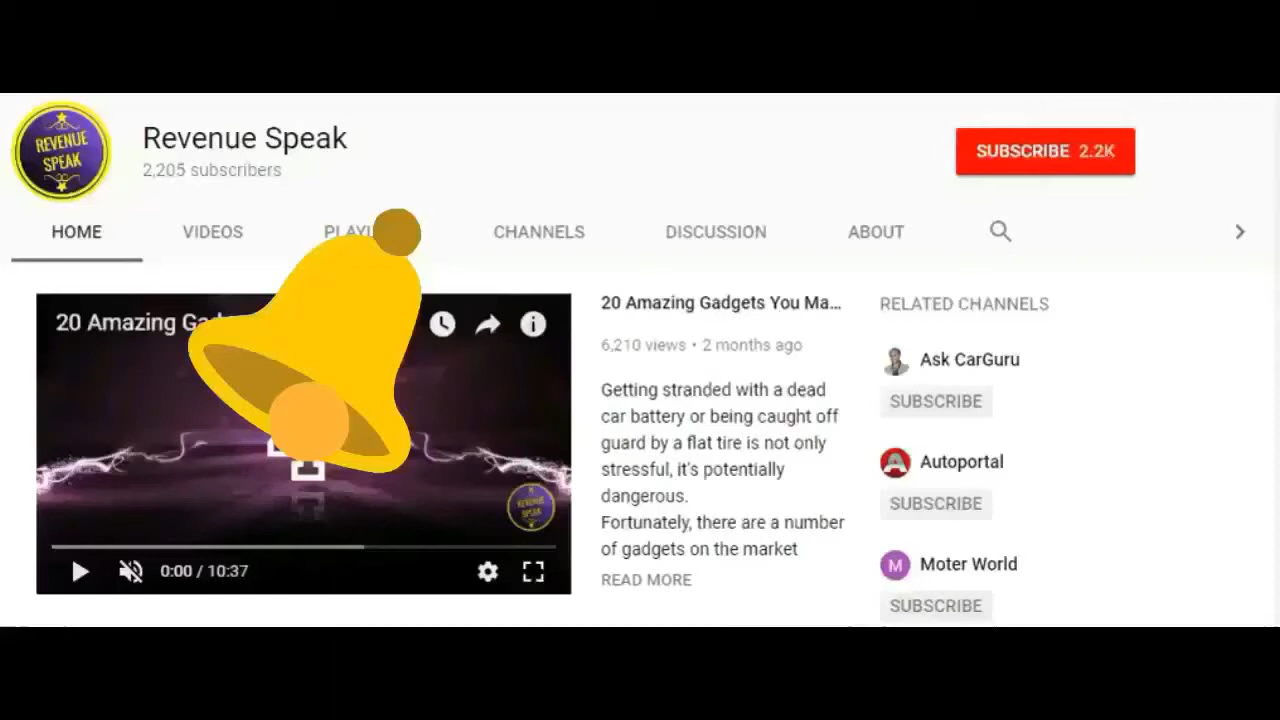 REVENUE
SPEAK
Revenue Speak
2,205 subscribers
SUBSCRIBE 2.2K
HOME
VIDEOS
CHANNELS
DISCUSSION
ABOUT
20 Amazing
0:00 / 10:37
REVENUE
SPEAK
20 Amazing Gadgets You Ma...
6,210 views • 2 months ago
Getting stranded with a dead
car battery or being caught off
guard by a flat tire is not only
stressful, it's potentially
dangerous.
Fortunately, there are a number
of gadgets on the market
READ MORE
RELATED CHANNELS
Ask CarGuru
SUBSCRIBE
A
Autoportal
SUBSCRIBE
M
Moter World
SUBSCRIBE